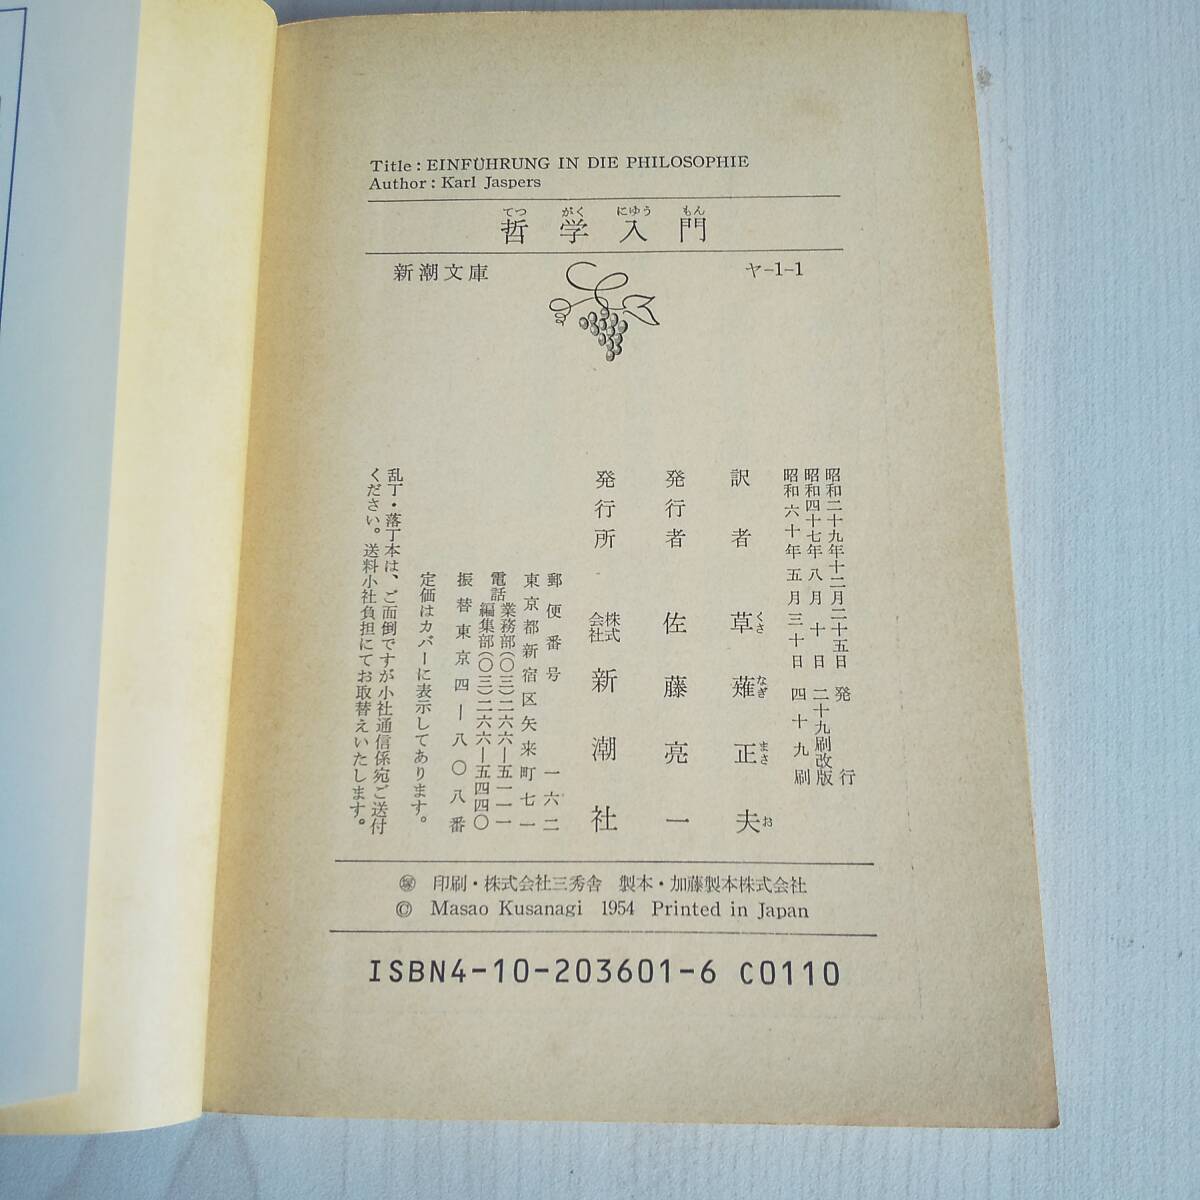 Title : EINFÜHRUNG IN DIE PHILOSOPHIE
Author : Karl Jaspers
てつ がく にゆう もん
哲学入門
新潮文庫 ヤ-1-1
昭和二十九年十二月二十五日 発行
昭和四十七年八月十日 二十九刷改版
昭和六十年五月三十日 四十九刷
訳者 草薙正夫
くさ なぎ まさ お
発行者 佐藤亮一
発行所 株式会社 新潮社
郵便番号 一六二
東京都新宿区矢来町七一
電話 業務部(〇三)二六六―五一一一
編集部(〇三)二六六―五四四〇
振替東京四―八〇八番
定価はカバーに表示してあります。
乱丁・落丁本は、ご面倒ですが小社通信係宛ご送付
ください。送料小社負担にてお取替えいたします。
印刷・株式会社三秀舎 製本・加藤製本株式会社
© Masao Kusanagi 1954 Printed in Japan
ISBN4-10-203601-6 C0110